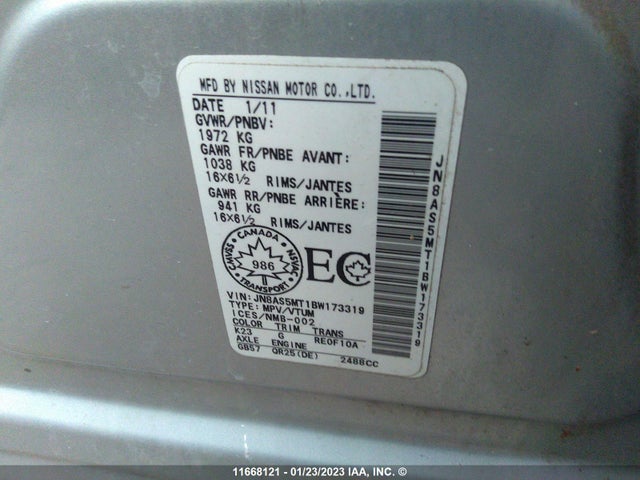 MFD BY NISSAN MOTOR CO.,LTD.
DATE 1/11
GVWR/PNBV:
1972 KG
GAWR FR/PNBE AVANT:
1038 KG
16X6½ RIMS/JANTES
GAWR RR/PNBE ARRIÈRE:
941 KG
16X6½ RIMS/JANTES
CANADA
CMVSS NSVAC
986
TRANSPORT
EC
VIN: JN8AS5MT1BW173319
TYPE: MPV/VTUM
ICES/NMB-002
COLOR TRIM TRANS
K23 G RE0F10A
AXLE ENGINE
GB57 QR25(DE) 2488CC
JN8AS5MT1BW173319
11668121 - 01/23/2023 IAA, INC. ©